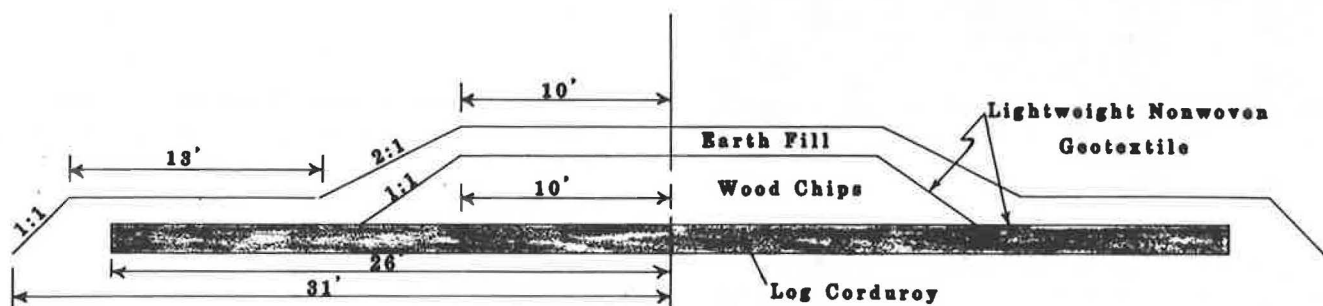 10'
Lightweight Nonwoven
Geotextile
Earth Fill
13'
2:1
1:1
10'
Wood Chips
1:1
26'
31'
Log Corduroy